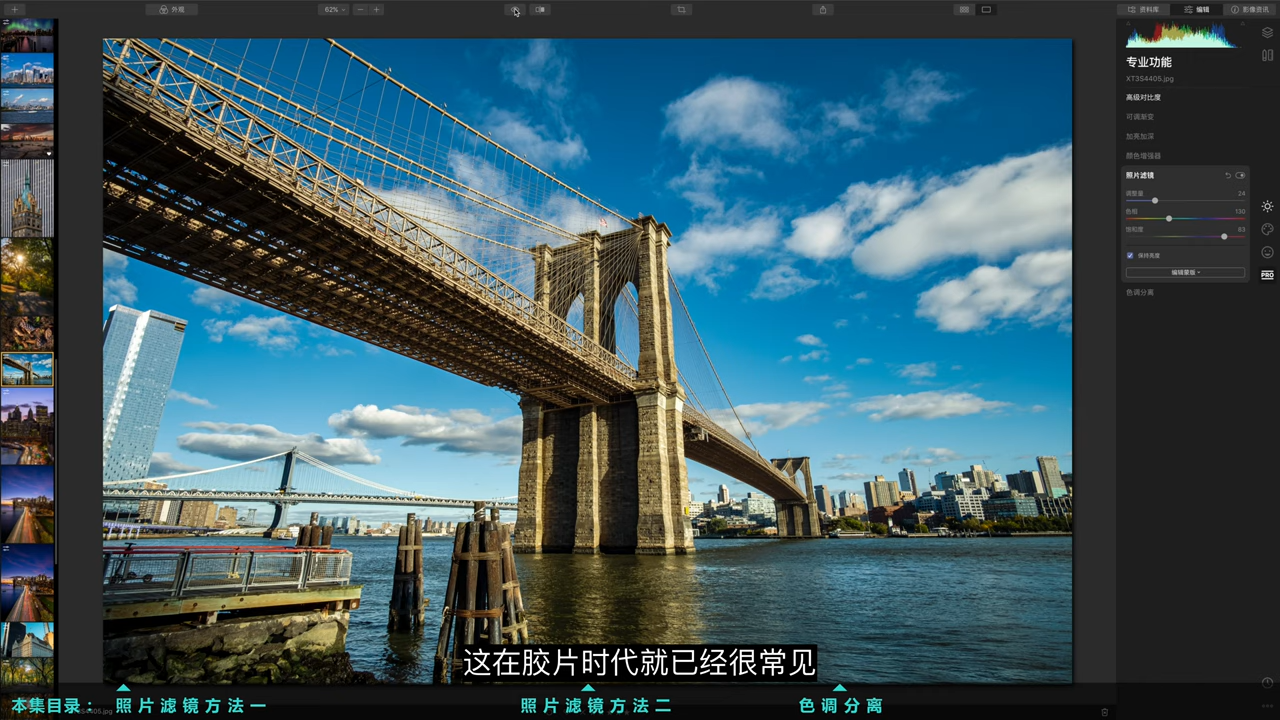 外观
62%
资料库
编辑
影像资讯
专业功能
XT3S4405.jpg
高级对比度
可调渐变
加亮加深
颜色增强器
照片滤镜
调整量 24
色相 130
饱和度 83
保持亮度
编辑蒙版
PRO
色调分离
这在胶片时代就已经很常见
本集目录： 照片滤镜方法一 照片滤镜方法二 色调分离